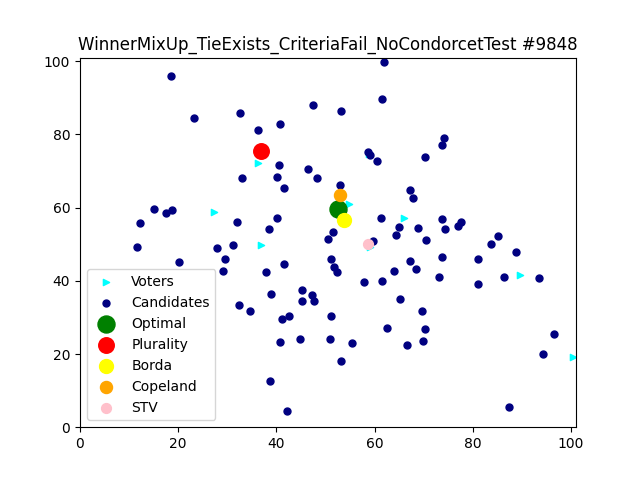 WinnerMixUp_TieExists_CriteriaFail_NoCondorcetTest #9848
100
80
60
40
20
0
Voters
Candidates
Optimal
Plurality
Borda
Copeland
STV
0 20 40 60 80 100